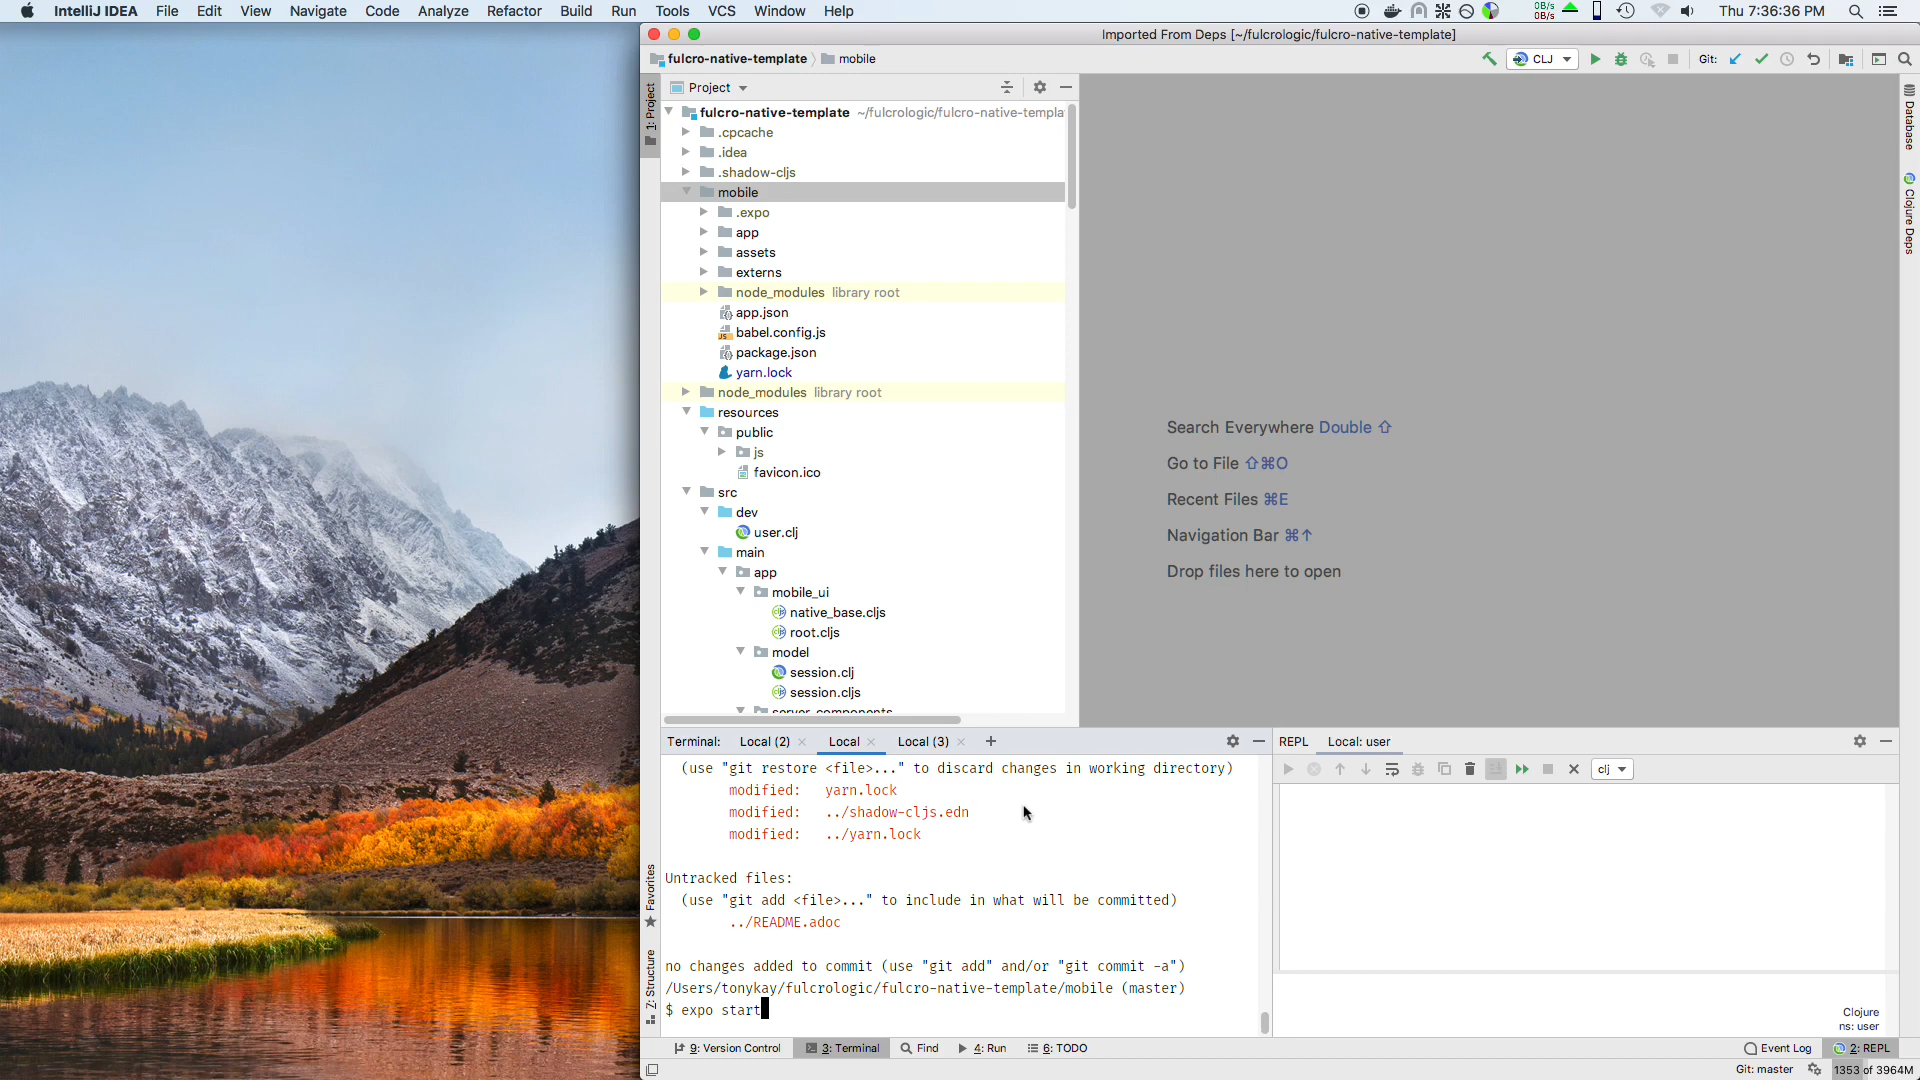 IntelliJ IDEA File Edit View Navigate Code Analyze Refactor Build Run Tools VCS Window Help
0B/s
0B/s
Thu 7:36:36 PM
Imported From Deps [~/fulcrologic/fulcro-native-template]
fulcro-native-template mobile
CLJ
Git:
1: Project
Project
fulcro-native-template ~/fulcrologic/fulcro-native-templa
.cpcache
.idea
.shadow-cljs
mobile
.expo
app
assets
externs
node_modules library root
app.json
babel.config.js
package.json
yarn.lock
node_modules library root
resources
public
js
favicon.ico
src
dev
user.clj
main
app
mobile_ui
native_base.cljs
root.cljs
model
session.clj
session.cljs
server_components
Search Everywhere Double ⇧
Go to File ⇧⌘O
Recent Files ⌘E
Navigation Bar ⌘↑
Drop files here to open
Database
Clojure Deps
Favorites
7: Structure
Terminal: Local (2) Local Local (3)
(use "git restore <file>..." to discard changes in working directory)
modified: yarn.lock
modified: ../shadow-cljs.edn
modified: ../yarn.lock
Untracked files:
(use "git add <file>..." to include in what will be committed)
../README.adoc
no changes added to commit (use "git add" and/or "git commit -a")
/Users/tonykay/fulcrologic/fulcro-native-template/mobile (master)
$ expo start
REPL Local: user
clj
Clojure
ns: user
9: Version Control 3: Terminal Find 4: Run 6: TODO
Event Log 2: REPL
Git: master 1353 of 3964M